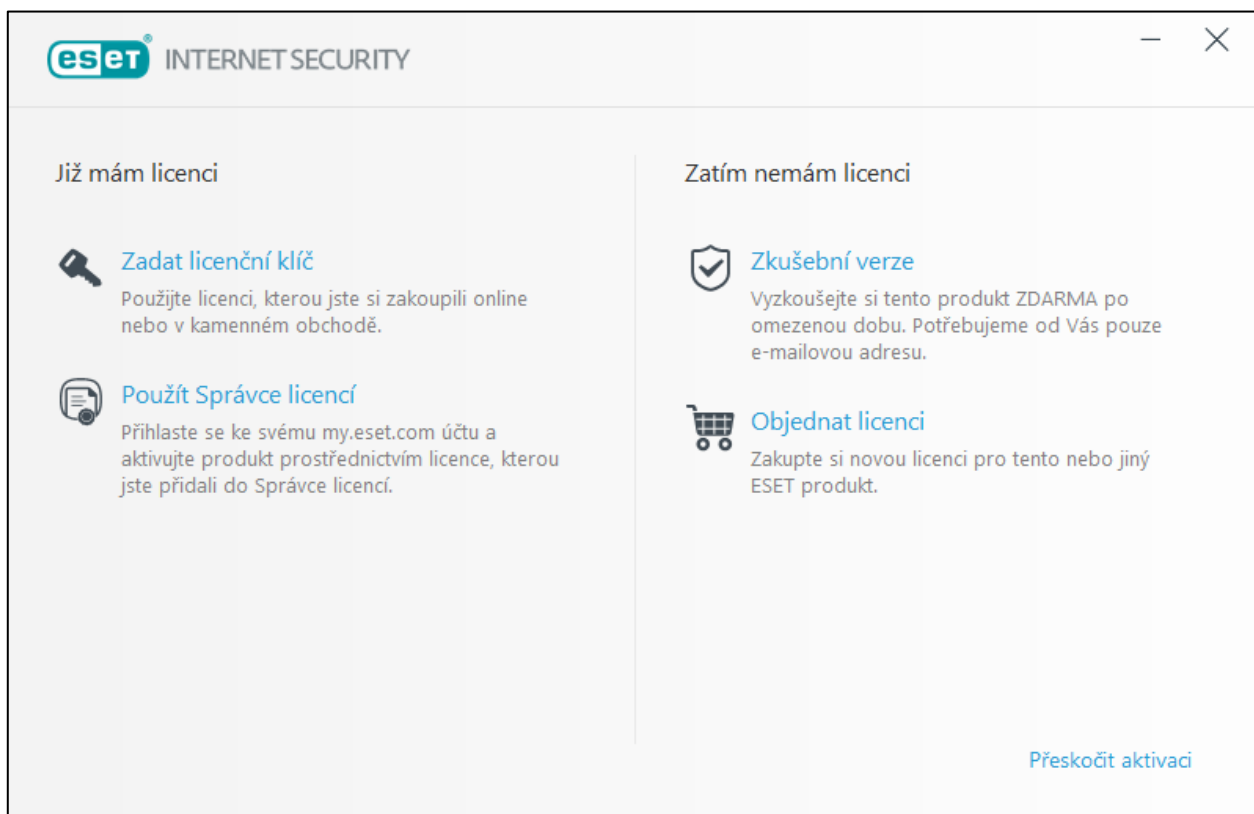 eset® INTERNET SECURITY
Již mám licenci
Zadat licenční klíč
Použijte licenci, kterou jste si zakoupili online
nebo v kamenném obchodě.
Použít Správce licencí
Přihlaste se ke svému my.eset.com účtu a
aktivujte produkt prostřednictvím licence, kterou
jste přidali do Správce licencí.
Zatím nemám licenci
Zkušební verze
Vyzkoušejte si tento produkt ZDARMA po
omezenou dobu. Potřebujeme od Vás pouze
e-mailovou adresu.
Objednat licenci
Zakupte si novou licenci pro tento nebo jiný
ESET produkt.
Přeskočit aktivaci